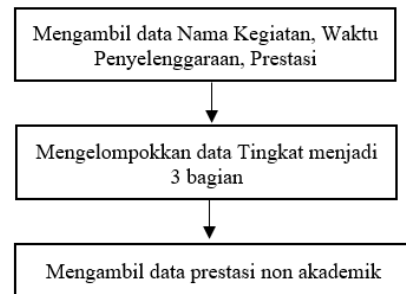 Mengambil data Nama Kegiatan, Waktu
Penyelenggaraan, Prestasi
Mengelompokkan data Tingkat menjadi
3 bagian
Mengambil data prestasi non akademik